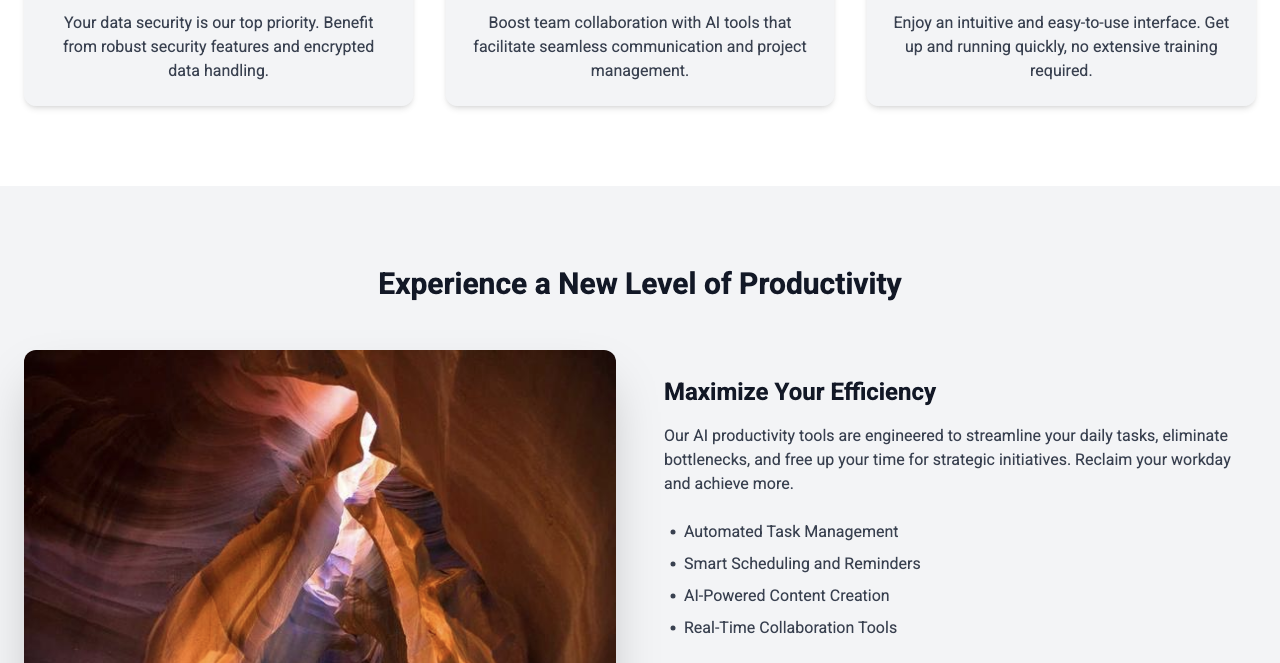 Your data security is our top priority. Benefit
from robust security features and encrypted
data handling.
Boost team collaboration with AI tools that
facilitate seamless communication and project
management.
Enjoy an intuitive and easy-to-use interface. Get
up and running quickly, no extensive training
required.
Experience a New Level of Productivity
Maximize Your Efficiency
Our AI productivity tools are engineered to streamline your daily tasks, eliminate
bottlenecks, and free up your time for strategic initiatives. Reclaim your workday
and achieve more.
• Automated Task Management
• Smart Scheduling and Reminders
• AI-Powered Content Creation
• Real-Time Collaboration Tools